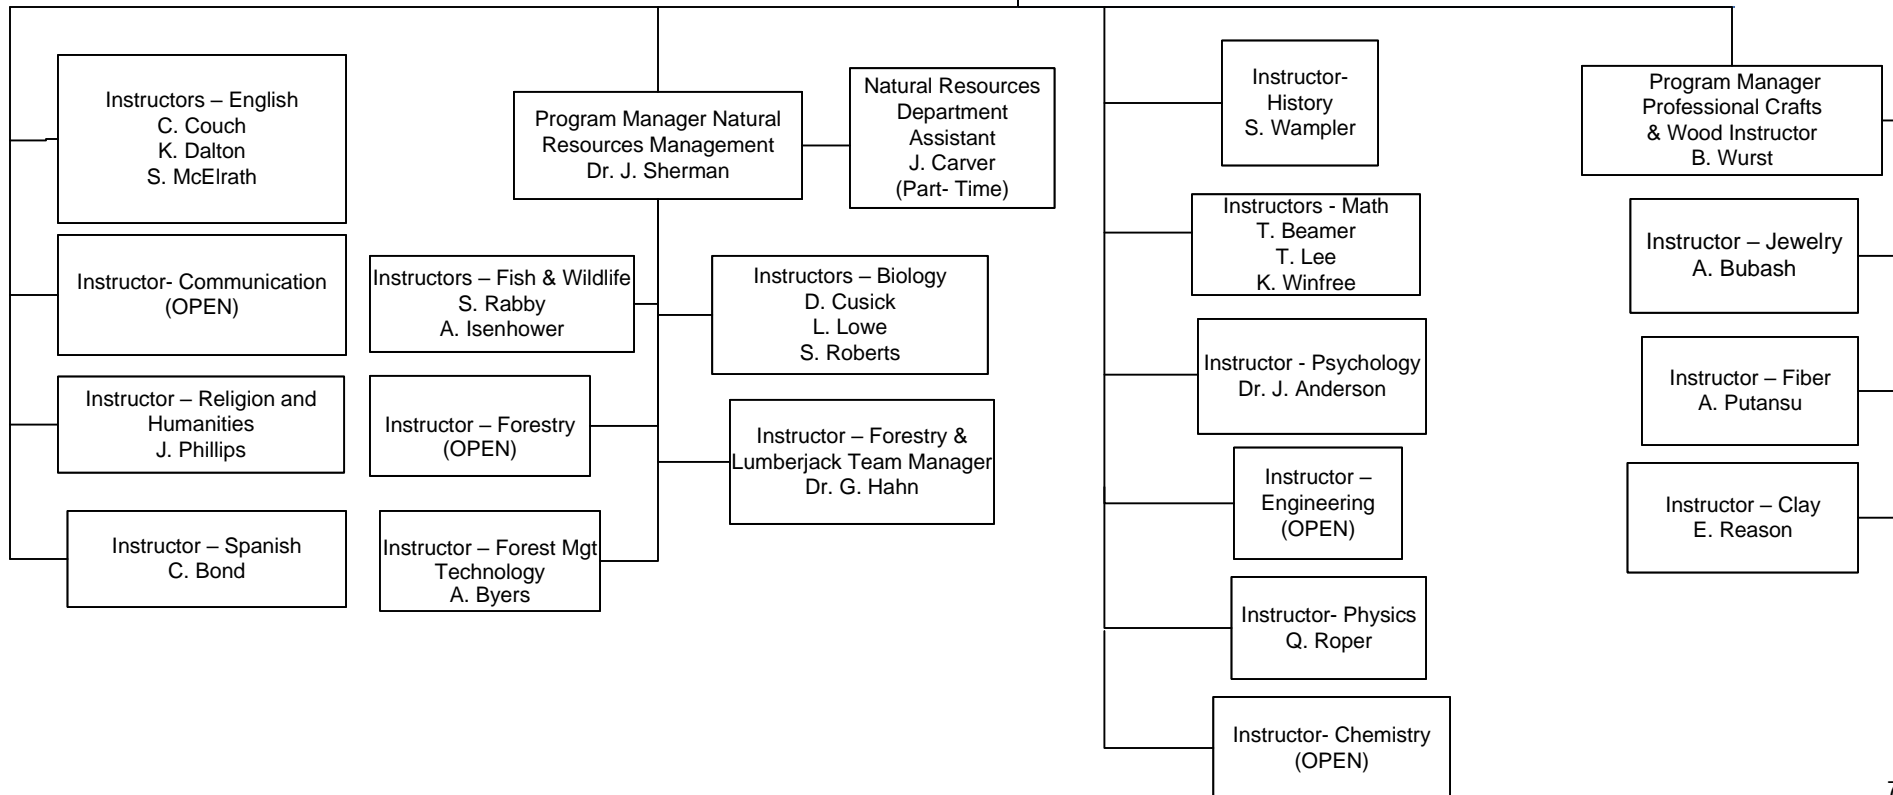 Instructors – English
C. Couch
K. Dalton
S. McElrath
Instructor- Communication
(OPEN)
Instructor – Religion and
Humanities
J. Phillips
Instructor – Spanish
C. Bond
Program Manager Natural
Resources Management
Dr. J. Sherman
Natural Resources
Department
Assistant
J. Carver
(Part- Time)
Instructors – Fish & Wildlife
S. Rabby
A. Isenhower
Instructors – Biology
D. Cusick
L. Lowe
S. Roberts
Instructor – Forestry
(OPEN)
Instructor – Forestry &
Lumberjack Team Manager
Dr. G. Hahn
Instructor – Forest Mgt
Technology
A. Byers
Instructor-
History
S. Wampler
Instructors - Math
T. Beamer
T. Lee
K. Winfree
Instructor - Psychology
Dr. J. Anderson
Instructor –
Engineering
(OPEN)
Instructor- Physics
Q. Roper
Instructor- Chemistry
(OPEN)
Program Manager
Professional Crafts
& Wood Instructor
B. Wurst
Instructor – Jewelry
A. Bubash
Instructor – Fiber
A. Putansu
Instructor – Clay
E. Reason